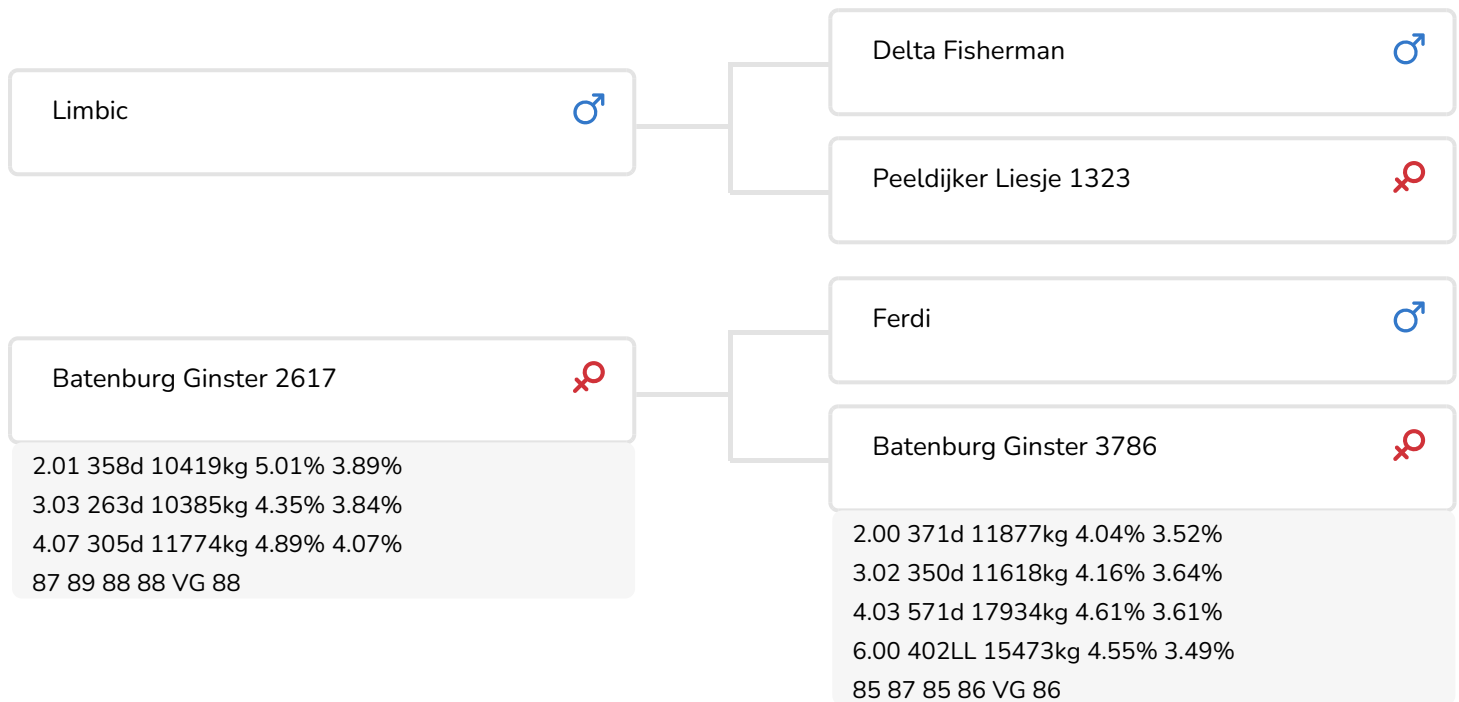 Limbic
Delta Fisherman
Peeldijker Liesje 1323
Batenburg Ginster 2617
2.01 358d 10419kg 5.01% 3.89%
3.03 263d 10385kg 4.35% 3.84%
4.07 305d 11774kg 4.89% 4.07%
87 89 88 88 VG 88
Ferdi
Batenburg Ginster 3786
2.00 371d 11877kg 4.04% 3.52%
3.02 350d 11618kg 4.16% 3.64%
4.03 571d 17934kg 4.61% 3.61%
6.00 402LL 15473kg 4.55% 3.49%
85 87 85 86 VG 86